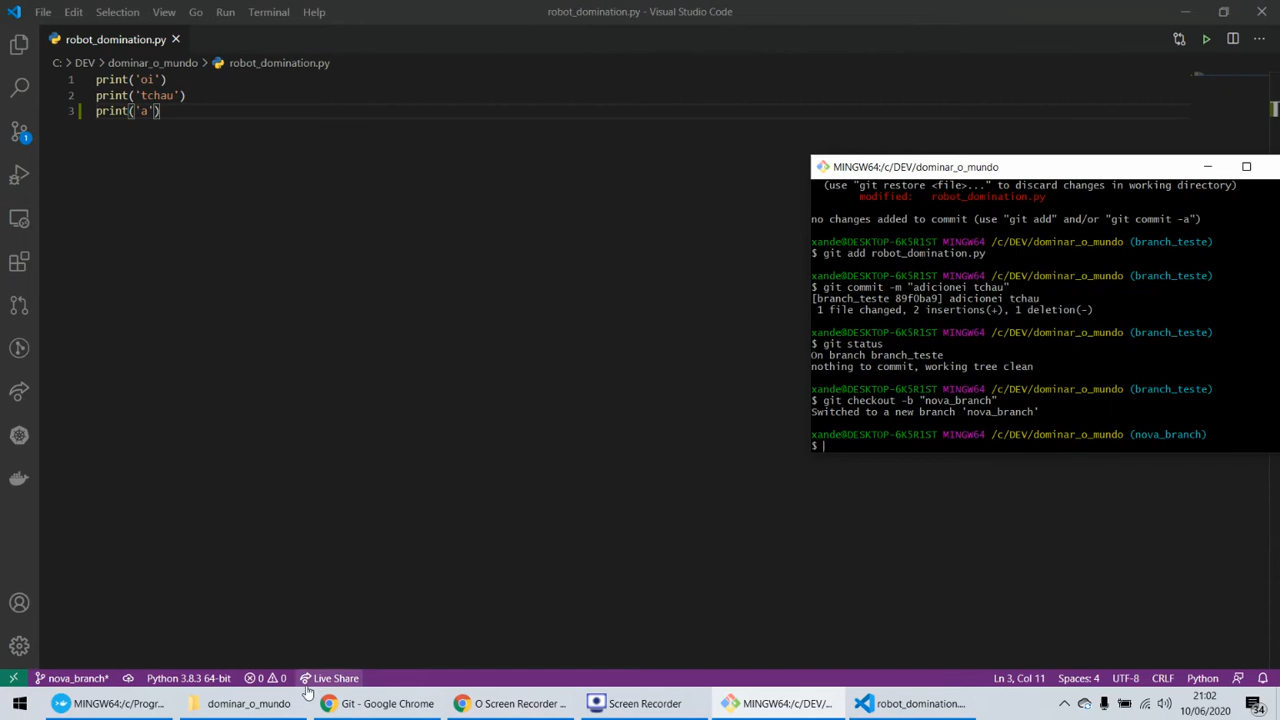 File Edit Selection View Go Run Terminal Help
robot_domination.py - Visual Studio Code
robot_domination.py
C: > DEV > dominar_o_mundo > robot_domination.py
1 print('oi')
2 print('tchau')
3 print('a')
1
MINGW64:/c/DEV/dominar_o_mundo
(use "git restore <file>..." to discard changes in working directory)
modified: robot_domination.py
no changes added to commit (use "git add" and/or "git commit -a")
xande@DESKTOP-6K5R1ST MINGW64 /c/DEV/dominar_o_mundo (branch_teste)
$ git add robot_domination.py
xande@DESKTOP-6K5R1ST MINGW64 /c/DEV/dominar_o_mundo (branch_teste)
$ git commit -m "adicionei tchau"
[branch_teste 89f0ba9] adicionei tchau
1 file changed, 2 insertions(+), 1 deletion(-)
xande@DESKTOP-6K5R1ST MINGW64 /c/DEV/dominar_o_mundo (branch_teste)
$ git status
On branch branch_teste
nothing to commit, working tree clean
xande@DESKTOP-6K5R1ST MINGW64 /c/DEV/dominar_o_mundo (branch_teste)
$ git checkout -b "nova_branch"
Switched to a new branch 'nova_branch'
xande@DESKTOP-6K5R1ST MINGW64 /c/DEV/dominar_o_mundo (nova_branch)
$
nova_branch* Python 3.8.3 64-bit 0 0 Live Share
Ln 3, Col 11 Spaces: 4 UTF-8 CRLF Python
MINGW64:/c/Progr... dominar_o_mundo Git - Google Chrome O Screen Recorder _... Screen Recorder MINGW64:/c/DEV/... robot_domination....
21:02
10/06/2020
34